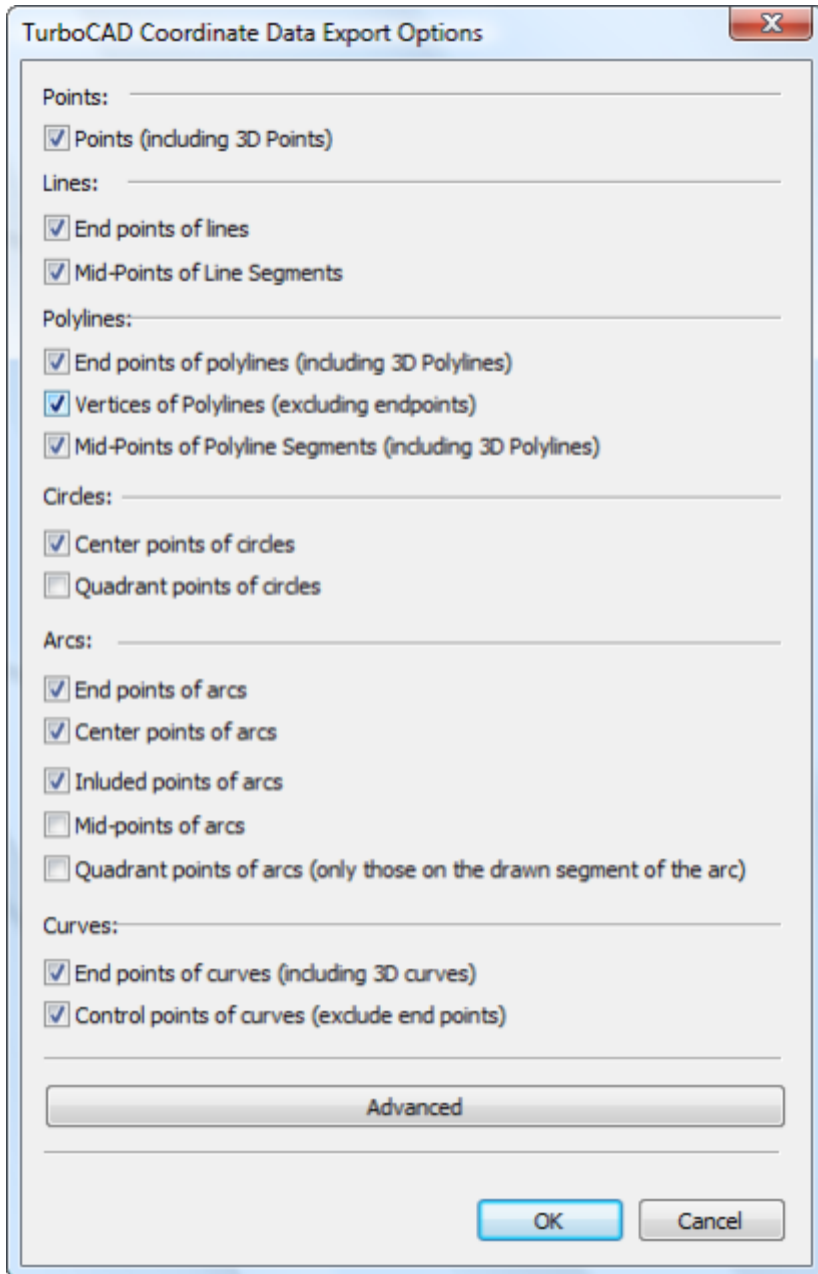 TurboCAD Coordinate Data Export Options
Points:
Points (including 3D Points)
Lines:
End points of lines
Mid-Points of Line Segments
Polylines:
End points of polylines (including 3D Polylines)
Vertices of Polylines (excluding endpoints)
Mid-Points of Polyline Segments (including 3D Polylines)
Circles:
Center points of circles
Quadrant points of circles
Arcs:
End points of arcs
Center points of arcs
Inluded points of arcs
Mid-points of arcs
Quadrant points of arcs (only those on the drawn segment of the arc)
Curves:
End points of curves (including 3D curves)
Control points of curves (exclude end points)
Advanced
OK Cancel